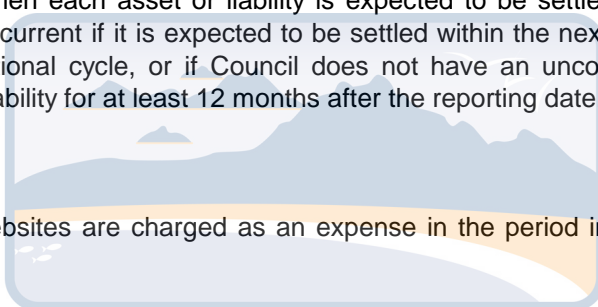 hen each asset or liability is expected to be settle
current if it is expected to be settled within the nex
ional cycle, or if Council does not have an unco
ability for at least 12 months after the reporting date
ebsites are charged as an expense in the period i